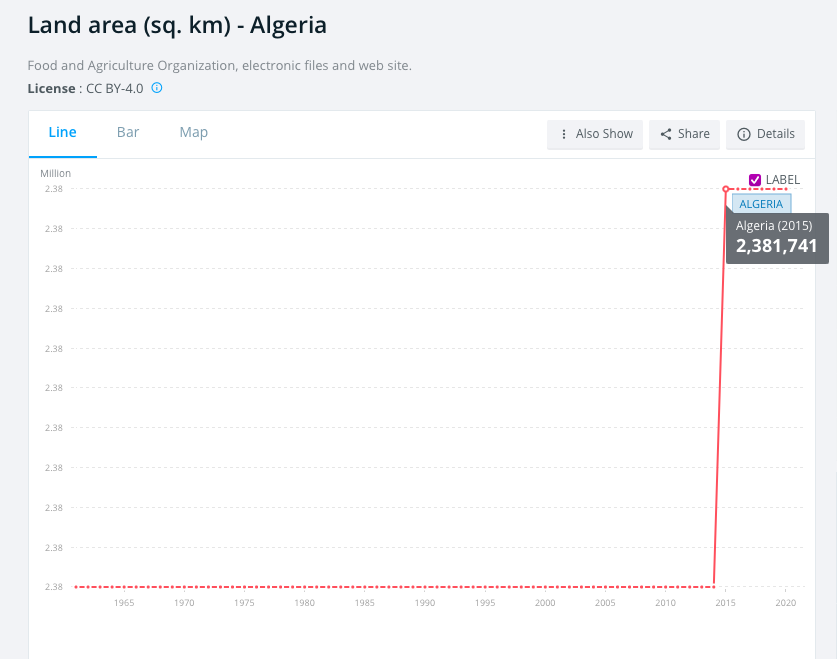 Land area (sq. km) - Algeria
Food and Agriculture Organization, electronic files and web site.
License : CC BY-4.0
Line Bar Map Also Show Share Details
Million
LABEL
2.38
ALGERIA
Algeria (2015)
2,381,741
2.38
2.38
2.38
2.38
2.38
2.38
2.38
2.38
2.38
2.38
1965 1970 1975 1980 1985 1990 1995 2000 2005 2010 2015 2020